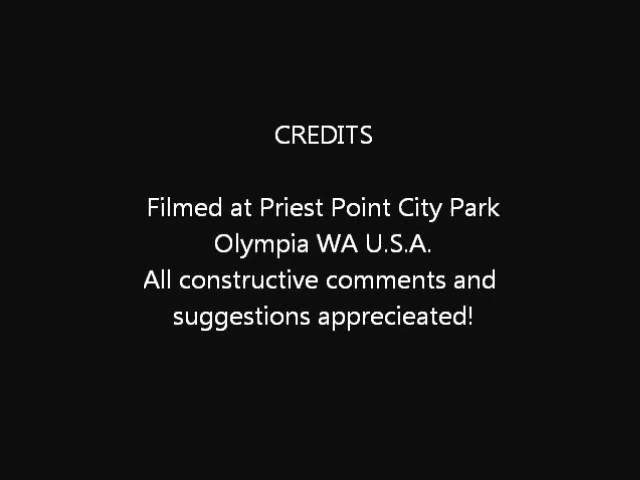 CREDITS
Filmed at Priest Point City Park
Olympia WA U.S.A.
All constructive comments and
suggestions apprecieated!